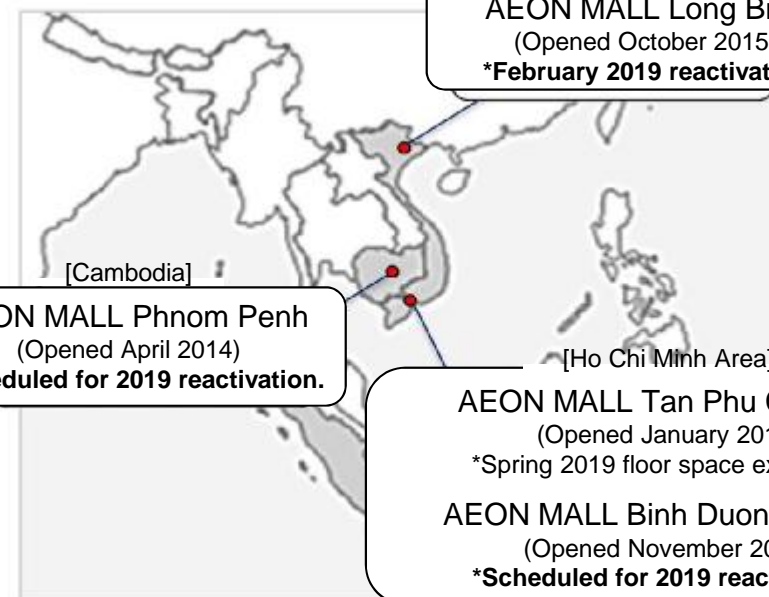 AEON MALL Long B
(Opened October 2015
*February 2019 reactivat
[Cambodia]
ON MALL Phnom Penh
(Opened April 2014)
eduled for 2019 reactivation.
[Ho Chi Minh Area]
AEON MALL Tan Phu
(Opened January 201
*Spring 2019 floor space ex
AEON MALL Binh Duon
(Opened November 20
*Scheduled for 2019 reac